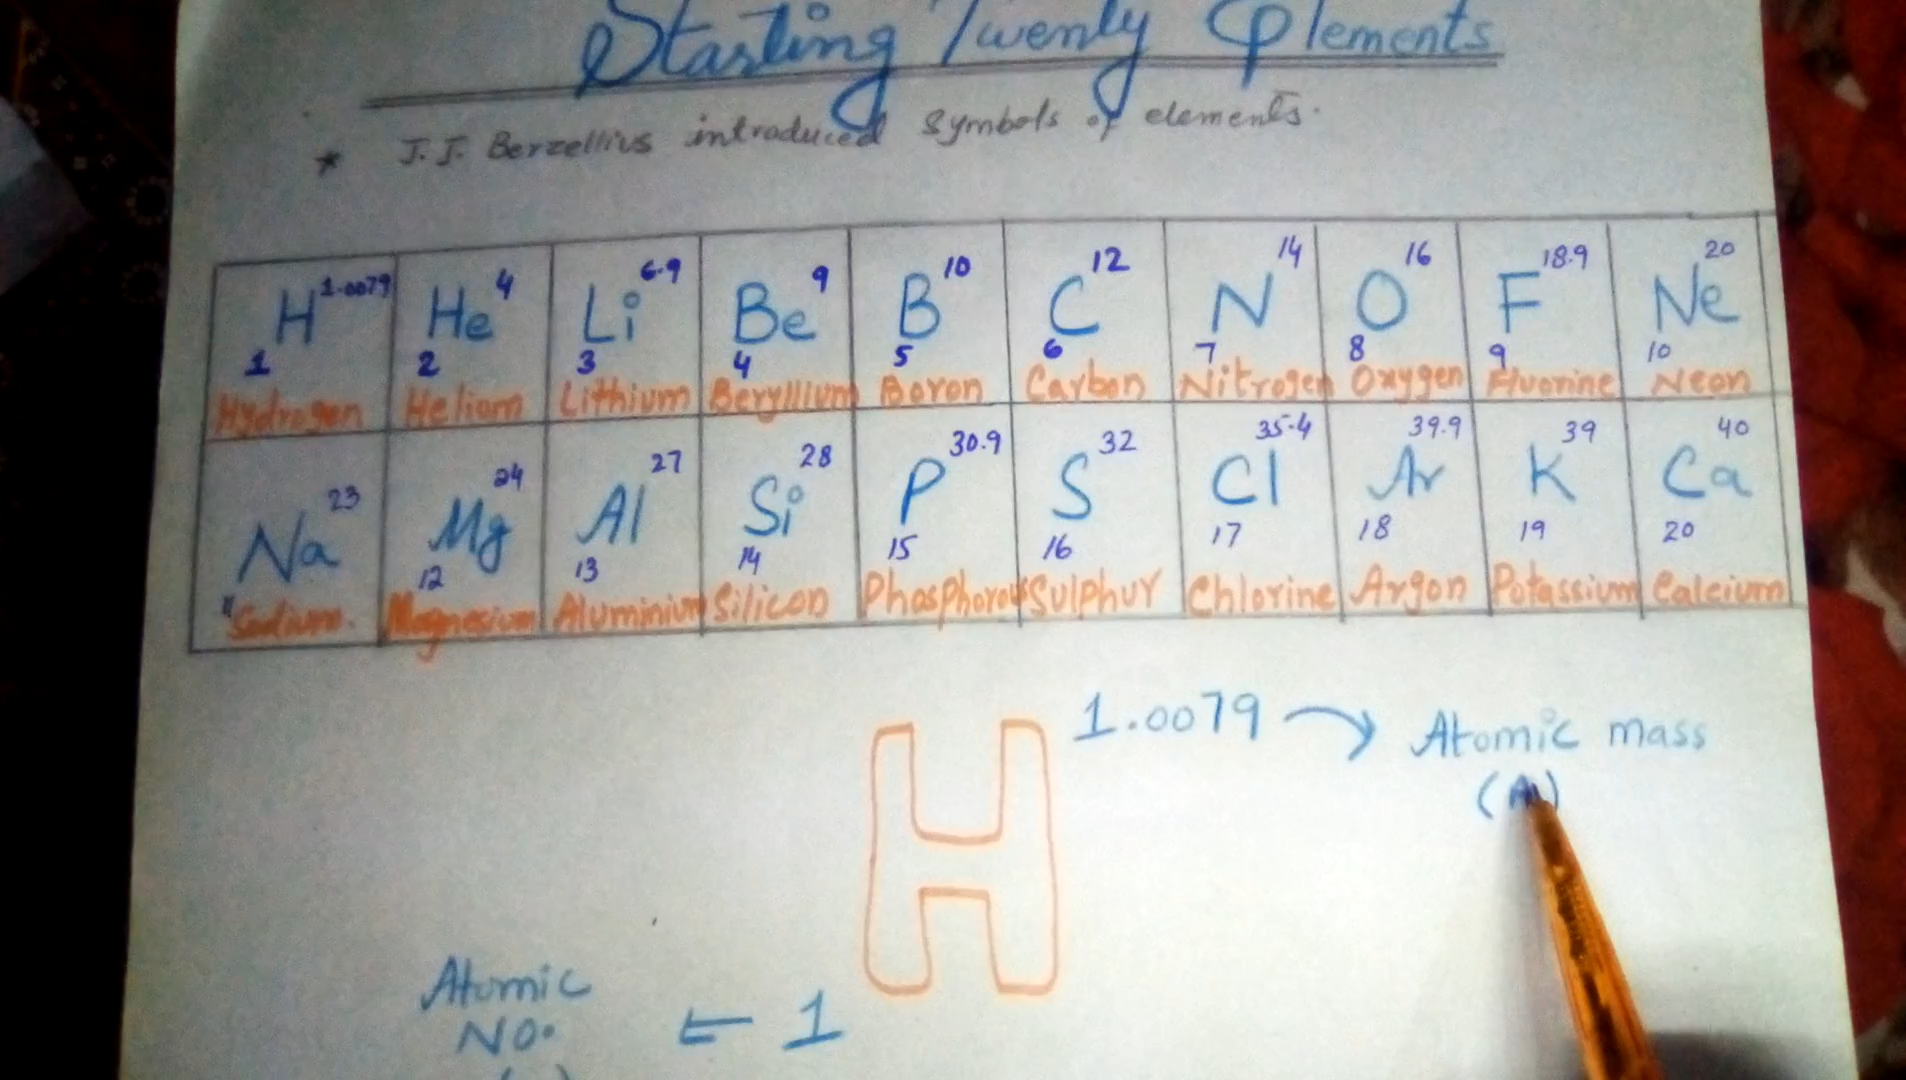 Starting Twenty Elements
* J.J. Berzellius introduced Symbols of elements.
H 1.0079 He 4 Li 6.9 Be 9 B 10 C 12 N 14 O 16 F 18.9 Ne 20
1 2 3 4 5 6 7 8 9 10
Hydrogen Helium Lithium Beryllium Boron Carbon Nitrogen Oxygen Fluorine Neon
Na 23 Mg 24 Al 27 Si 28 P 30.9 S 32 Cl 35.4 Ar 39.9 K 39 Ca 40
11 12 13 14 15 16 17 18 19 20
Sodium. Magnesium Aluminium Silicon Phosphorous Sulphur Chlorine Argon Potassium Calcium
H 1.0079 → Atomic mass
(A)
Atomic
No. ← 1